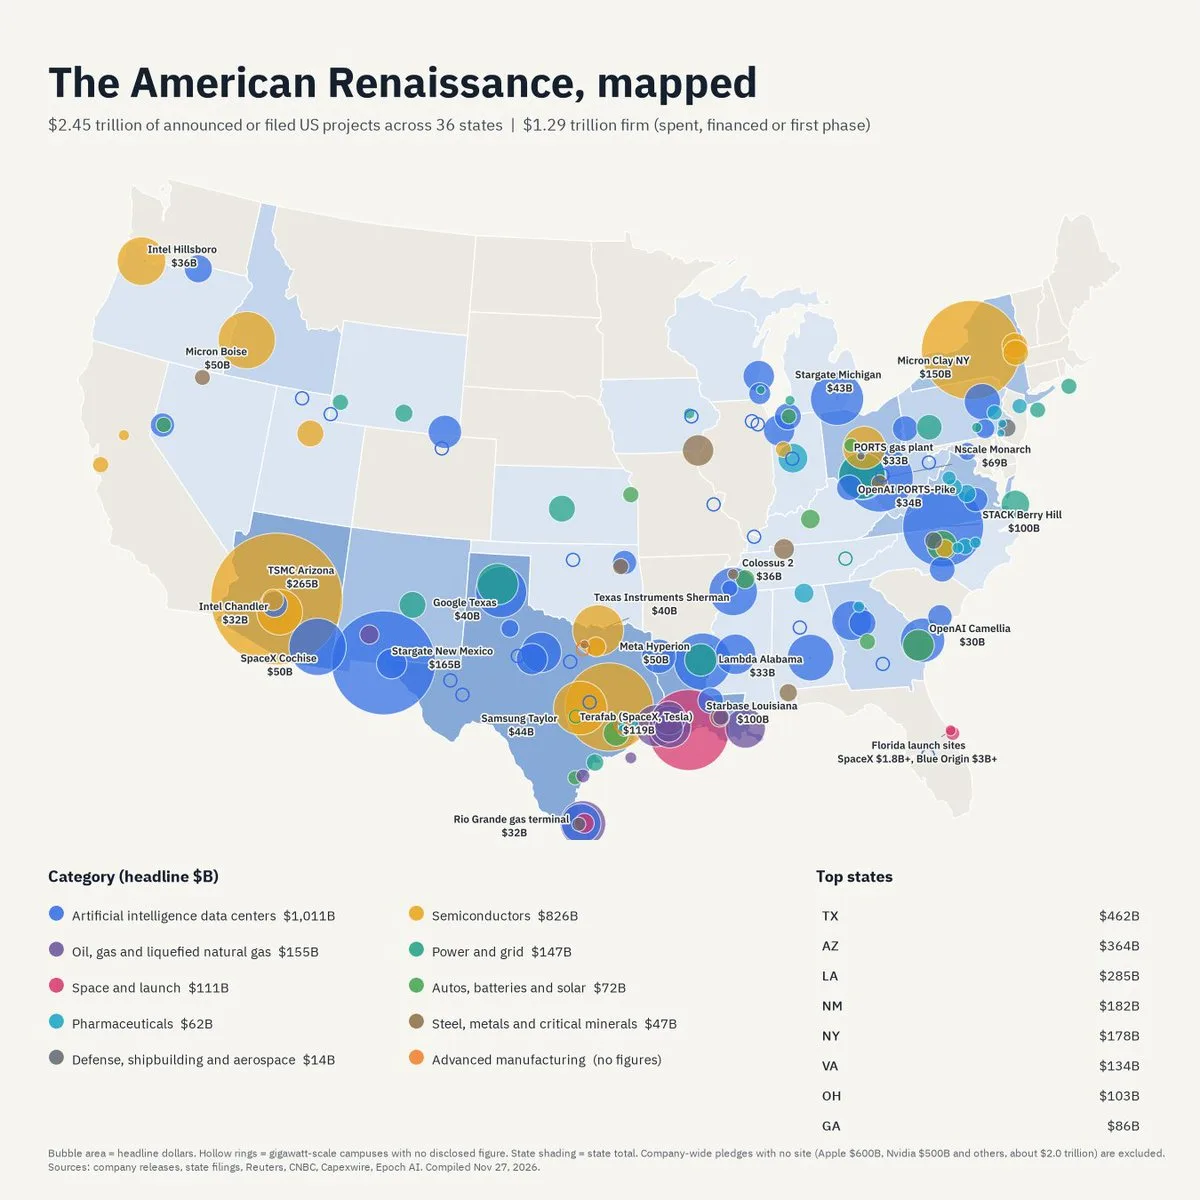 The American Renaissance, mapped
$2.45 trillion of announced or filed US projects across 36 states | $1.29 trillion firm (spent, financed or first phase)
Intel Hillsboro
$36B
Micron Boise
$50B
Stargate Michigan
$43B
Micron Clay NY
$150B
PORTS gas plant
$33B
Nscale Monarch
$69B
OpenAI PORTS-Pike
$34B
STACK Berry Hill
$100B
TSMC Arizona
$265B
Intel Chandler
$32B
SpaceX Cochise
$50B
Google Texas
$40B
Colossus 2
$36B
Texas Instruments Sherman
$40B
Stargate New Mexico
$165B
Meta Hyperion
$50B
OpenAI Camellia
$30B
Lambda Alabama
$33B
Samsung Taylor
$44B
Terafab (SpaceX, Tesla)
$119B
Starbase Louisiana
$100B
Florida launch sites
SpaceX $1.8B+, Blue Origin $3B+
Rio Grande gas terminal
$32B
Category (headline $B)
Artificial intelligence data centers $1,011B
Semiconductors $826B
Oil, gas and liquefied natural gas $155B
Power and grid $147B
Space and launch $111B
Autos, batteries and solar $72B
Pharmaceuticals $62B
Steel, metals and critical minerals $47B
Defense, shipbuilding and aerospace $14B
Advanced manufacturing (no figures)
Top states
TX $462B
AZ $364B
LA $285B
NM $182B
NY $178B
VA $134B
OH $103B
GA $86B
Bubble area = headline dollars. Hollow rings = gigawatt-scale campuses with no disclosed figure. State shading = state total. Company-wide pledges with no site (Apple $600B, Nvidia $500B and others, about $2.0 trillion) are excluded.
Sources: company releases, state filings, Reuters, CNBC, Capexwire, Epoch AI. Compiled Nov 27, 2026.